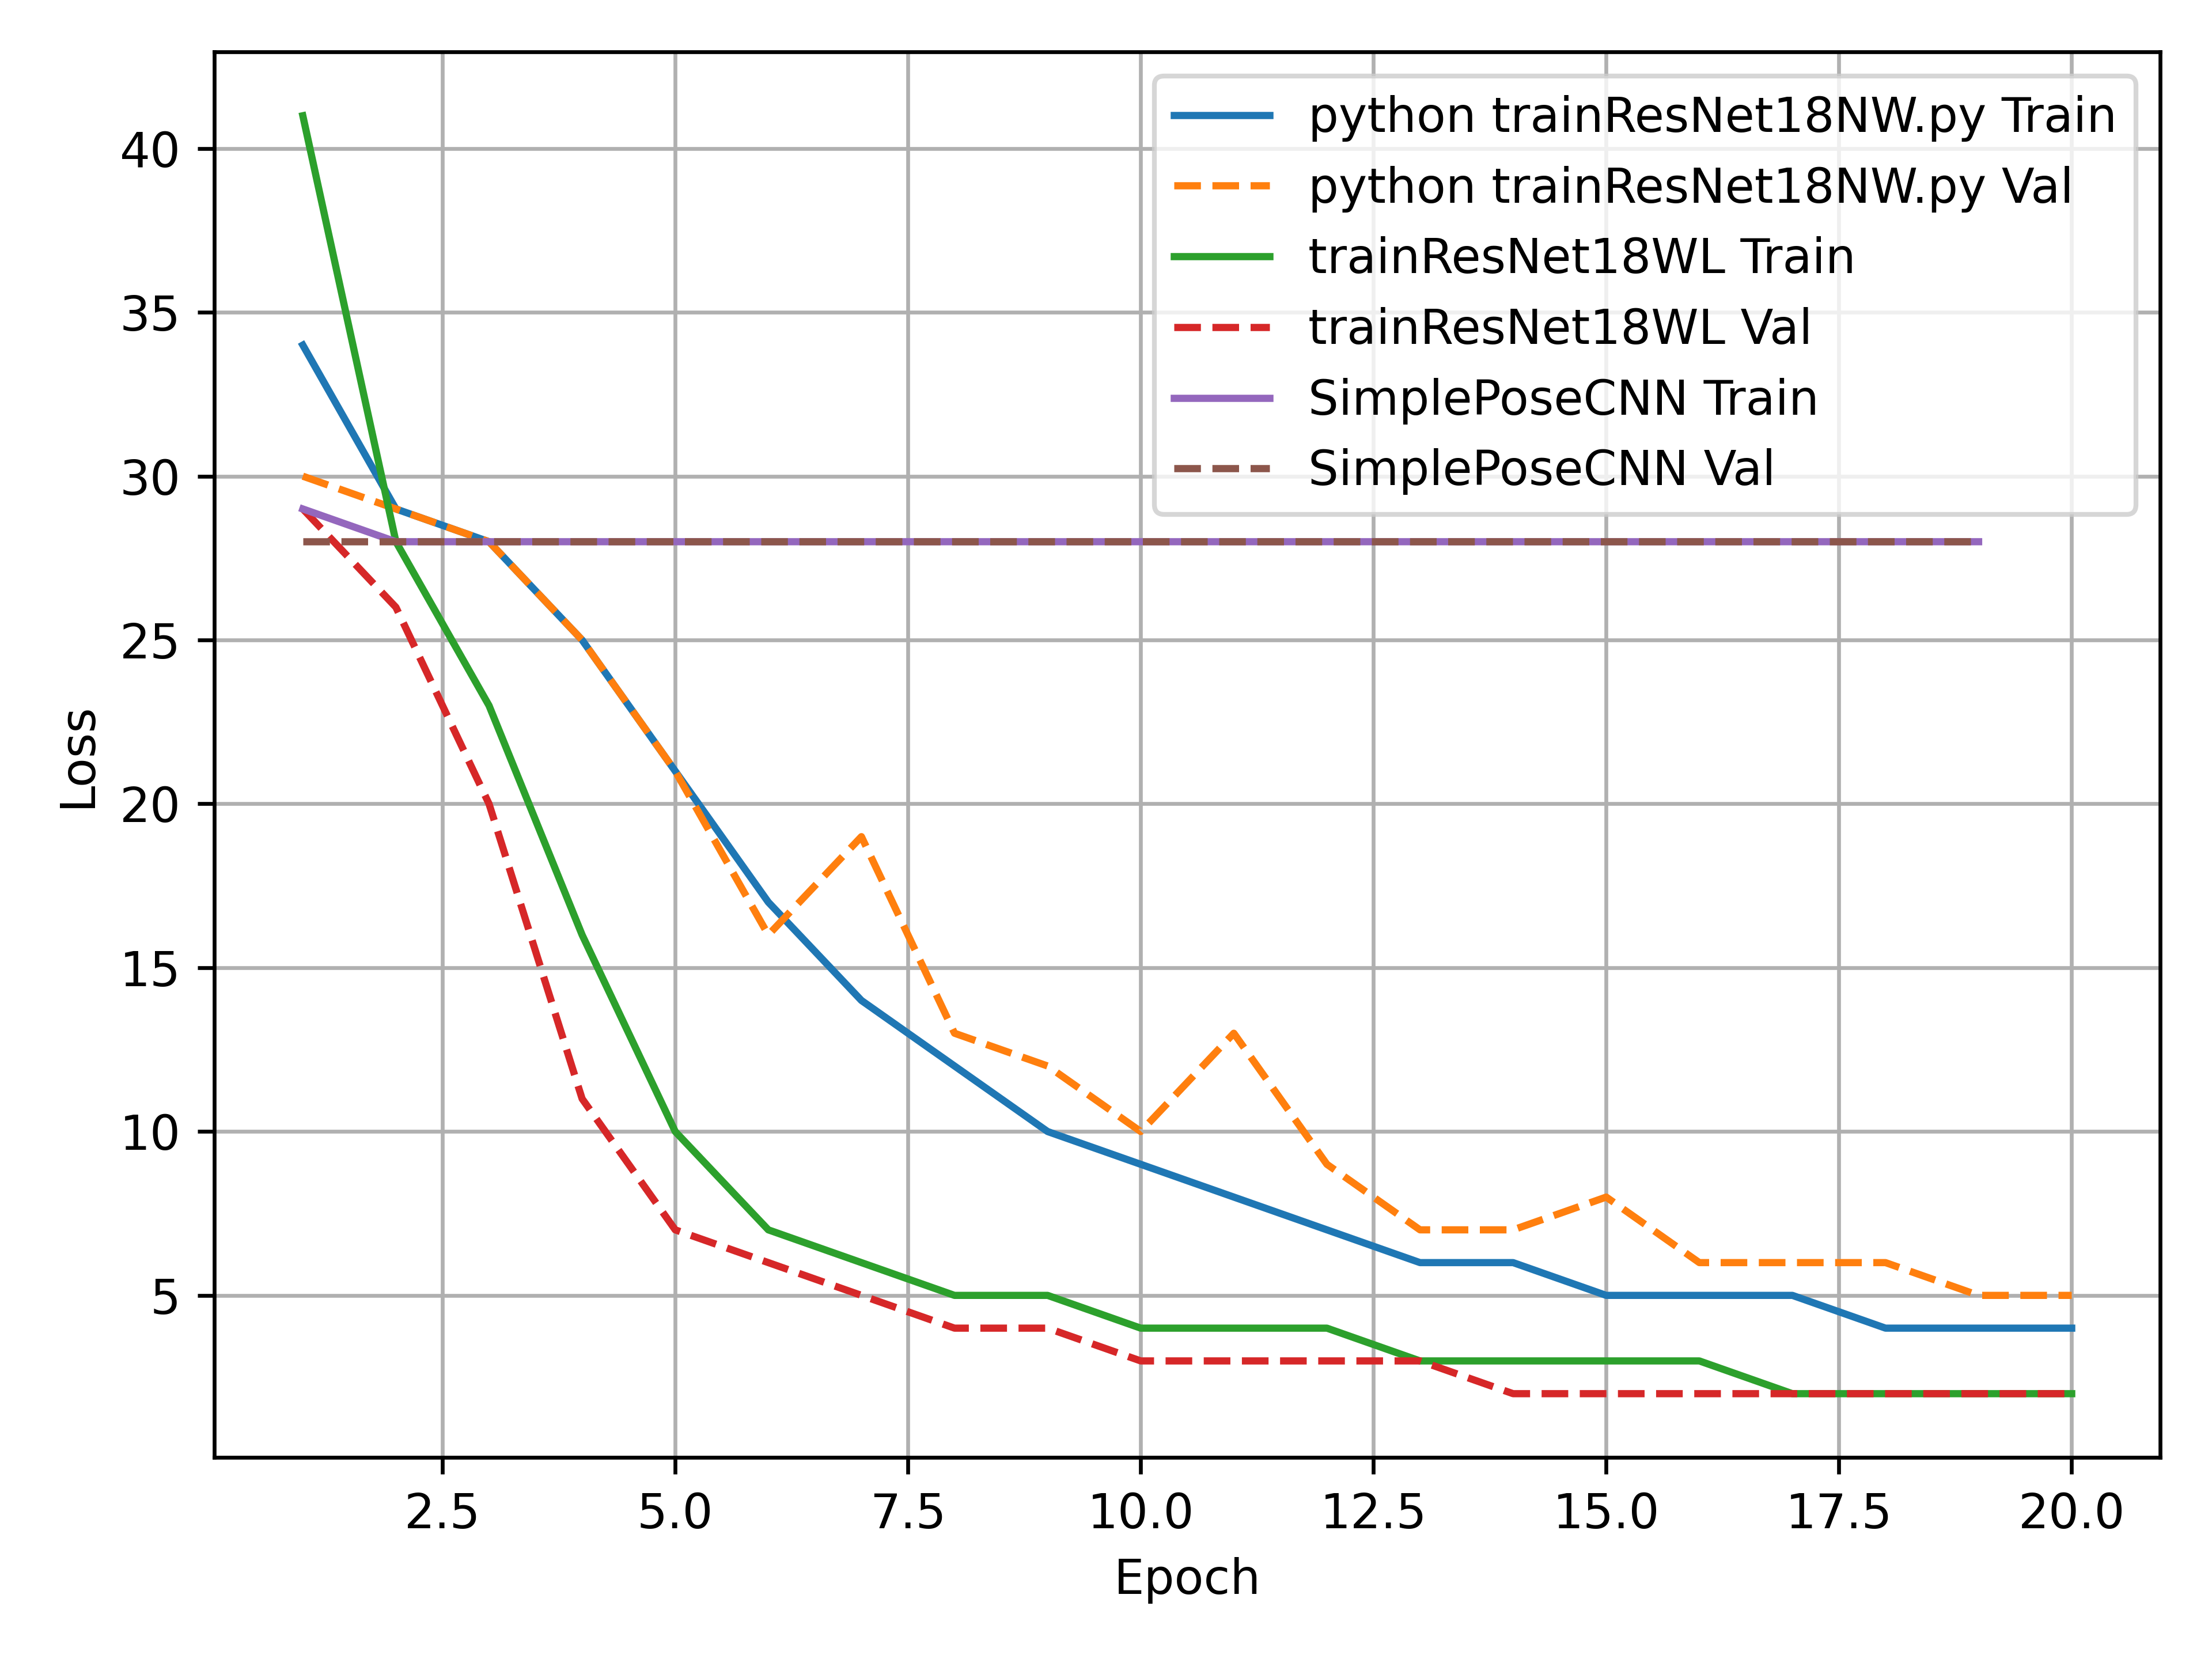 python trainResNet18NW.py Train
python trainResNet18NW.py Val
trainResNet18WL Train
trainResNet18WL Val
SimplePoseCNN Train
SimplePoseCNN Val
40
35
30
25
20
15
10
5
Loss
2.5 5.0 7.5 10.0 12.5 15.0 17.5 20.0
Epoch